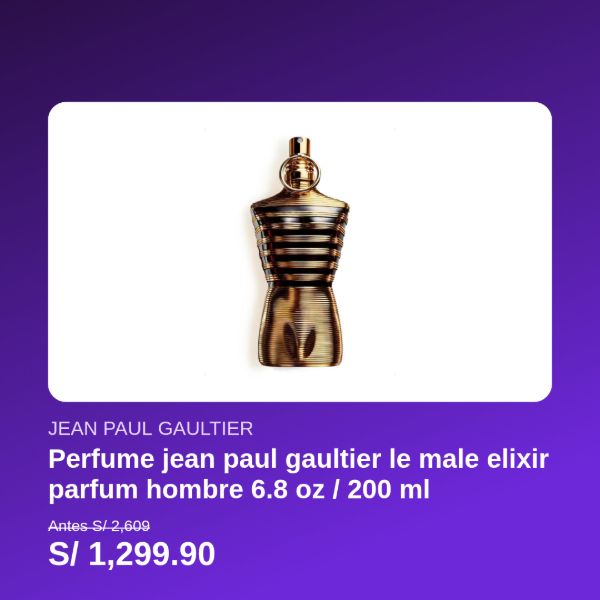 JEAN PAUL GAULTIER
Perfume jean paul gaultier le male elixir
parfum hombre 6.8 oz / 200 ml
Antes S/ 2,609
S/ 1,299.90